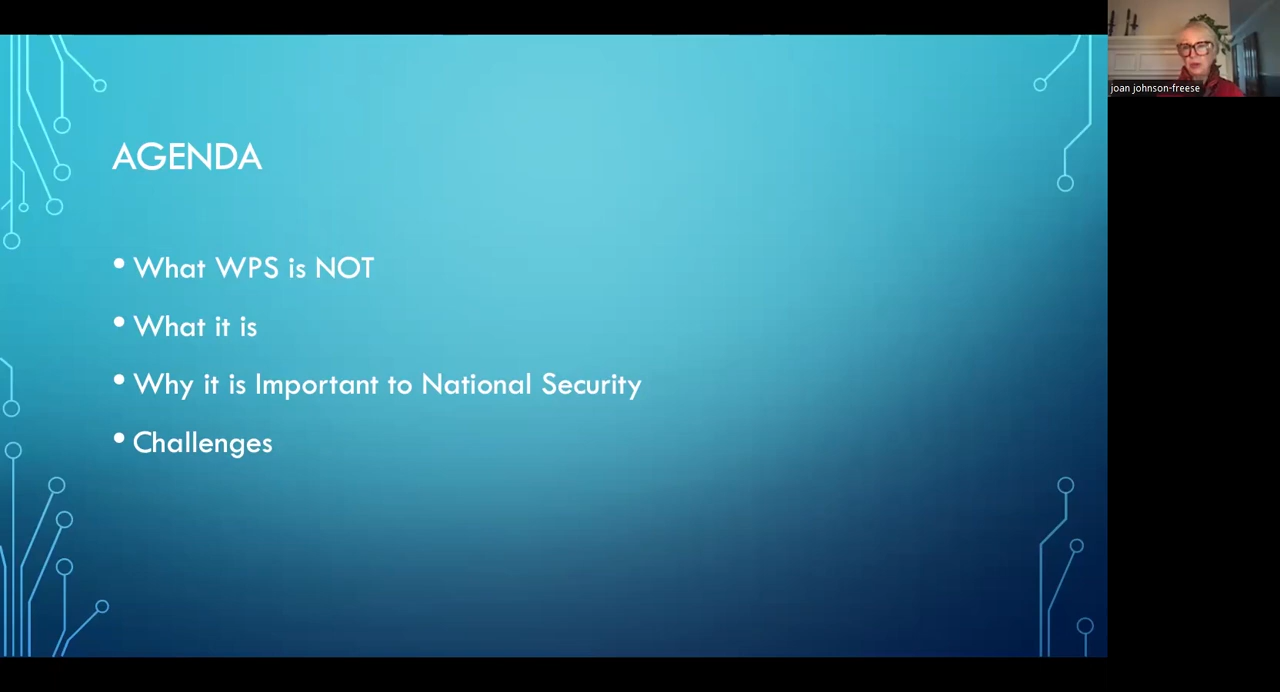 joan johnson-freese
AGENDA
• What WPS is NOT
• What it is
• Why it is Important to National Security
• Challenges